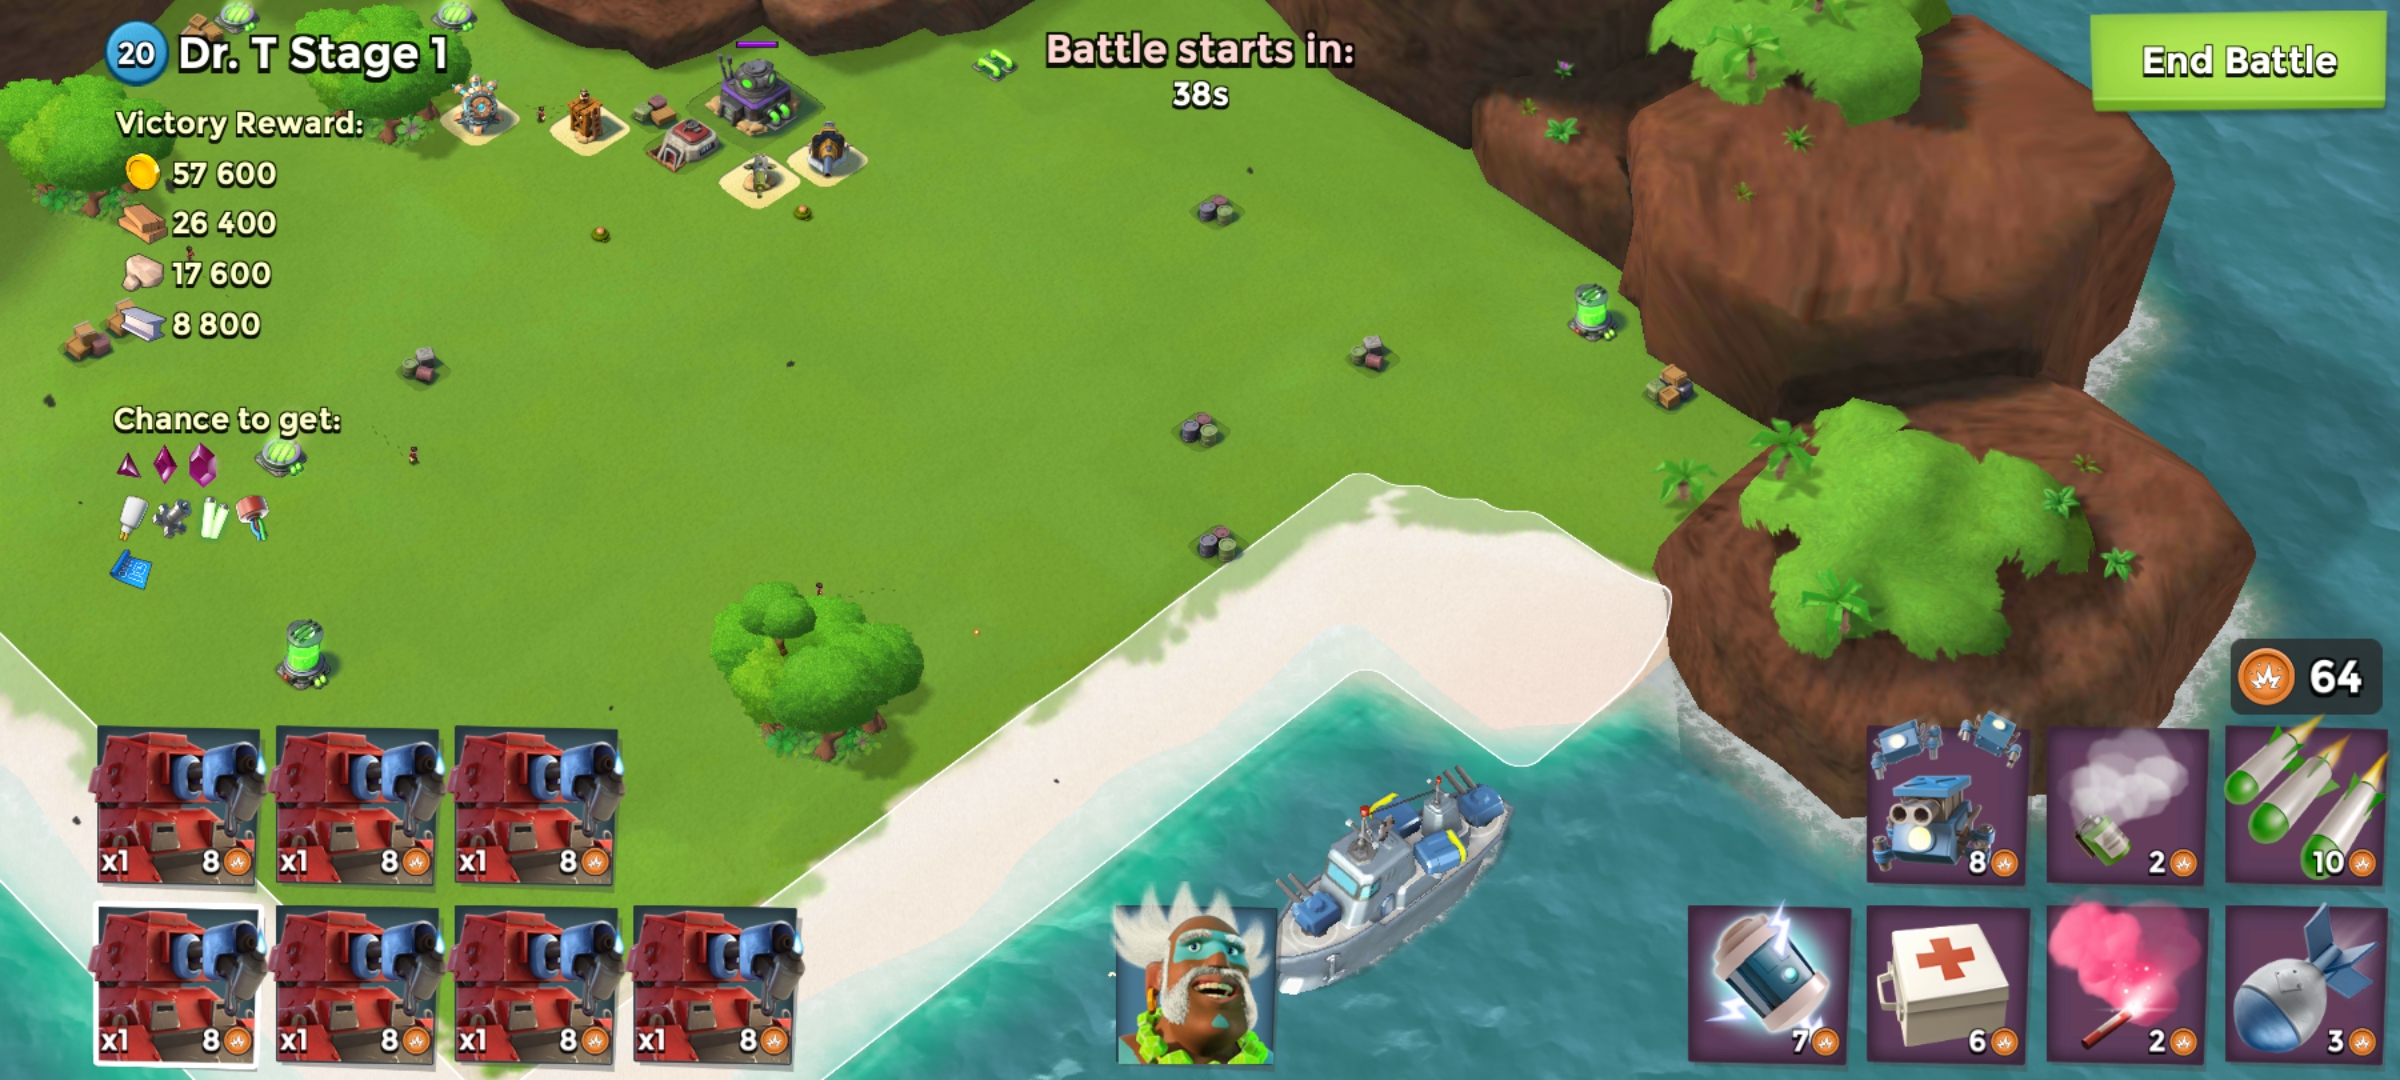 20 Dr. T Stage 1
Battle starts in:
38s
End Battle
Victory Reward:
57 600
26 400
17 600
8 800
Chance to get:
64
x1 8
x1 8
x1 8
8
2
10
x1 8
x1 8
x1 8
x1 8
7
6
2
3